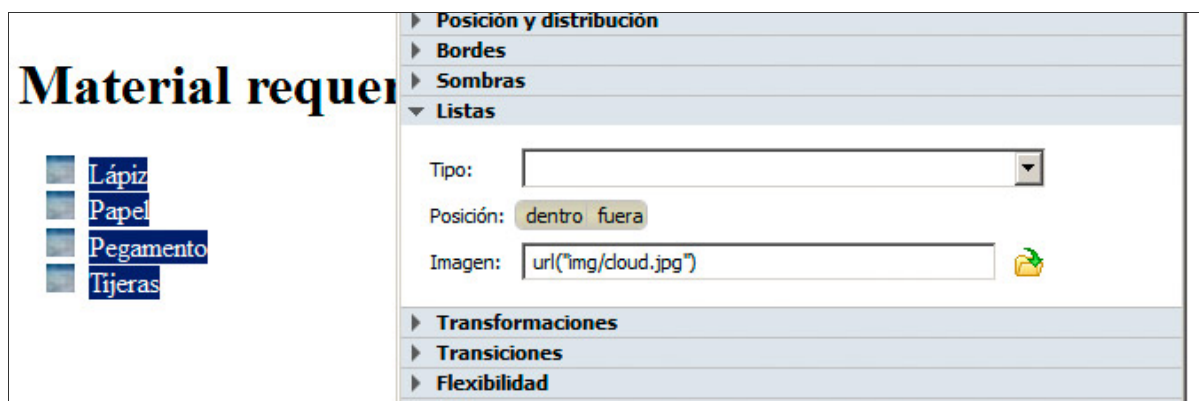 Material requer
Lápiz
Papel
Pegamento
Tijeras
Posición y distribución
Bordes
Sombras
Listas
Tipo:
Posición: dentro fuera
Imagen: url("img/cloud.jpg")
Transformaciones
Transiciones
Flexibilidad